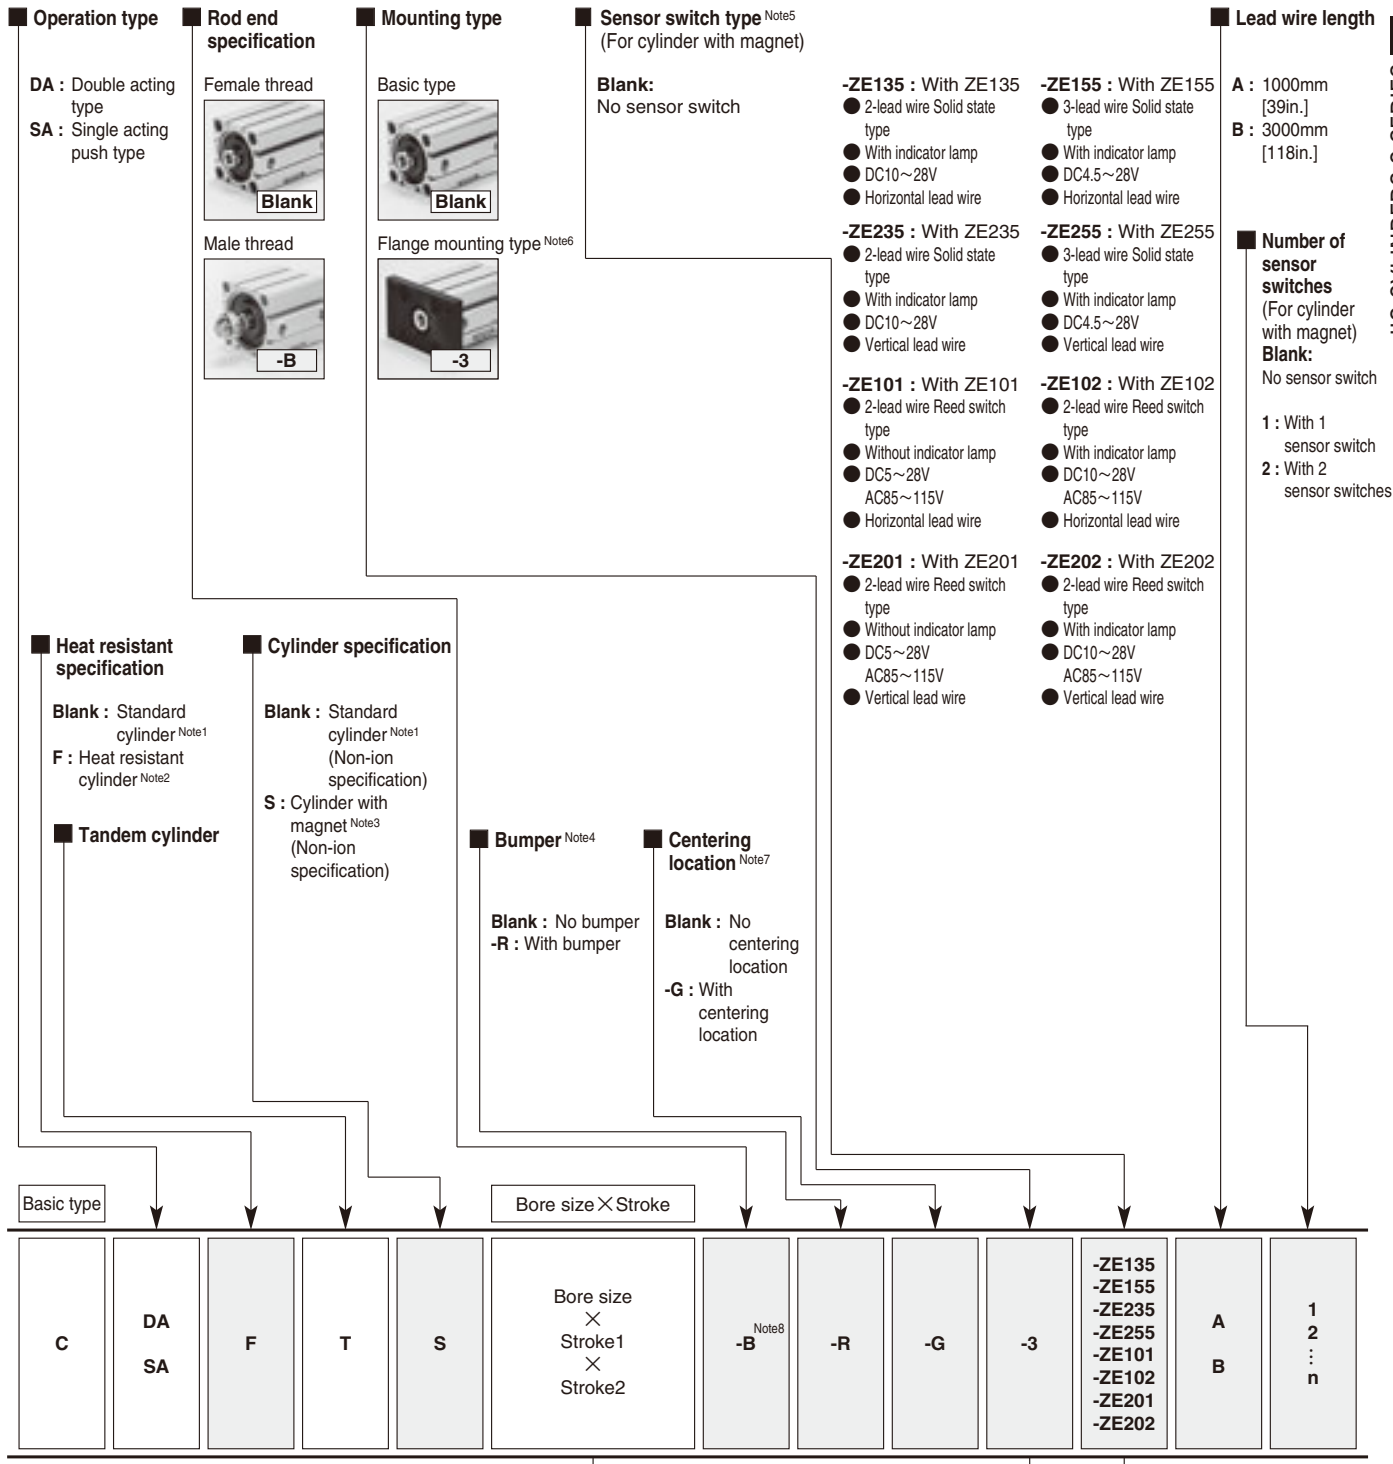 ■ Operation type
DA : Double acting
type
SA : Single acting
push type
■ Rod end
specification
Female thread
Blank
Male thread
-B
■ Mounting type
Basic type
Blank
Flange mounting type Note6
-3
■ Sensor switch type Note5
(For cylinder with magnet)
Blank:
No sensor switch
-ZE135 : With ZE135
● 2-lead wire Solid state
type
● With indicator lamp
● DC10～28V
● Horizontal lead wire
-ZE155 : With ZE155
● 3-lead wire Solid state
type
● With indicator lamp
● DC4.5～28V
● Horizontal lead wire
-ZE235 : With ZE235
● 2-lead wire Solid state
type
● With indicator lamp
● DC10～28V
● Vertical lead wire
-ZE255 : With ZE255
● 3-lead wire Solid state
type
● With indicator lamp
● DC4.5～28V
● Vertical lead wire
-ZE101 : With ZE101
● 2-lead wire Reed switch
type
● Without indicator lamp
● DC5～28V
AC85～115V
● Horizontal lead wire
-ZE102 : With ZE102
● 2-lead wire Reed switch
type
● With indicator lamp
● DC10～28V
AC85～115V
● Horizontal lead wire
-ZE201 : With ZE201
● 2-lead wire Reed switch
type
● Without indicator lamp
● DC5～28V
AC85～115V
● Vertical lead wire
-ZE202 : With ZE202
● 2-lead wire Reed switch
type
● With indicator lamp
● DC10～28V
AC85～115V
● Vertical lead wire
■ Lead wire length
A : 1000mm
[39in.]
B : 3000mm
[118in.]
■ Number of
sensor
switches
(For cylinder
with magnet)
Blank:
No sensor switch
1 : With 1
sensor switch
2 : With 2
sensor switches
■ Heat resistant
specification
Blank : Standard
cylinder Note1
F : Heat resistant
cylinder Note2
■ Tandem cylinder
■ Cylinder specification
Blank : Standard
cylinder Note1
(Non-ion
specification)
S : Cylinder with
magnet Note3
(Non-ion
specification)
■ Bumper Note4
Blank : No bumper
-R : With bumper
■ Centering
location Note7
Blank : No
centering
location
-G : With
centering
location
Basic type
Bore size×Stroke
C
DA
SA
F
T
S
Bore size
×
Stroke1
×
Stroke2
-B Note8
-R
-G
-3
-ZE135
-ZE155
-ZE235
-ZE255
-ZE101
-ZE102
-ZE201
-ZE202
A
B
1
2
⋮
n